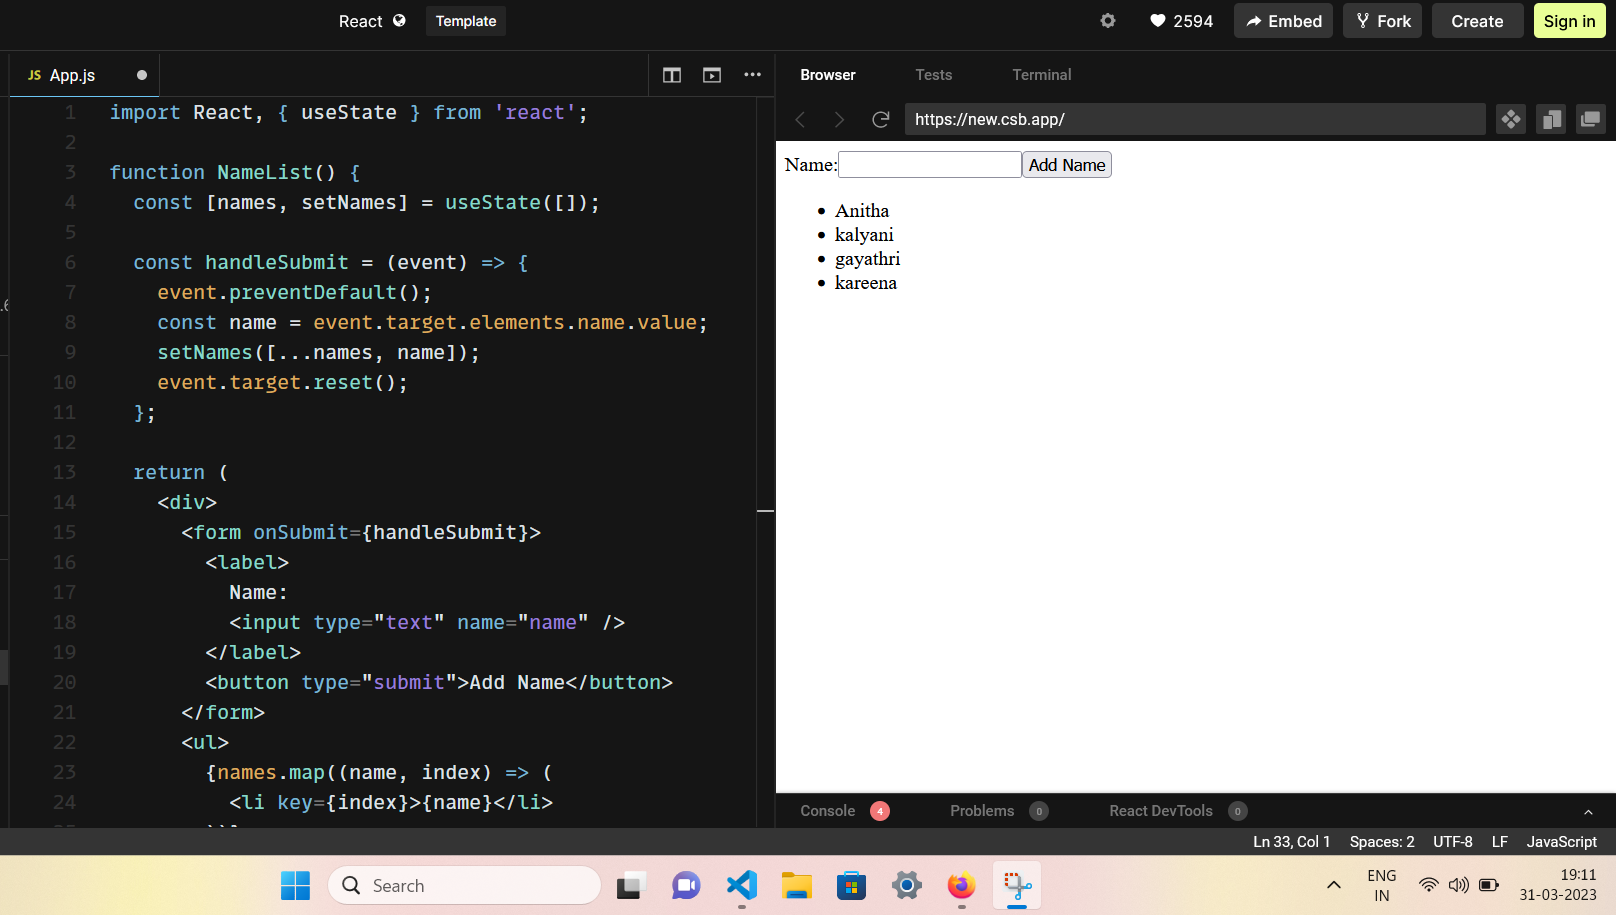 React Template 2594 Embed Fork Create Sign in
JS App.js
Browser Tests Terminal
https://new.csb.app/
1 import React, { useState } from 'react';
2
3 function NameList() {
4 const [names, setNames] = useState([]);
5
6 const handleSubmit = (event) => {
7 event.preventDefault();
8 const name = event.target.elements.name.value;
9 setNames([...names, name]);
10 event.target.reset();
11 };
12
13 return (
14 <div>
15 <form onSubmit={handleSubmit}>
16 <label>
17 Name:
18 <input type="text" name="name" />
19 </label>
20 <button type="submit">Add Name</button>
21 </form>
22 <ul>
23 {names.map((name, index) => (
24 <li key={index}>{name}</li>
Name: Add Name
• Anitha
• kalyani
• gayathri
• kareena
Console 4 Problems 0 React DevTools 0
Ln 33, Col 1 Spaces: 2 UTF-8 LF JavaScript
Search
ENG
IN
19:11
31-03-2023